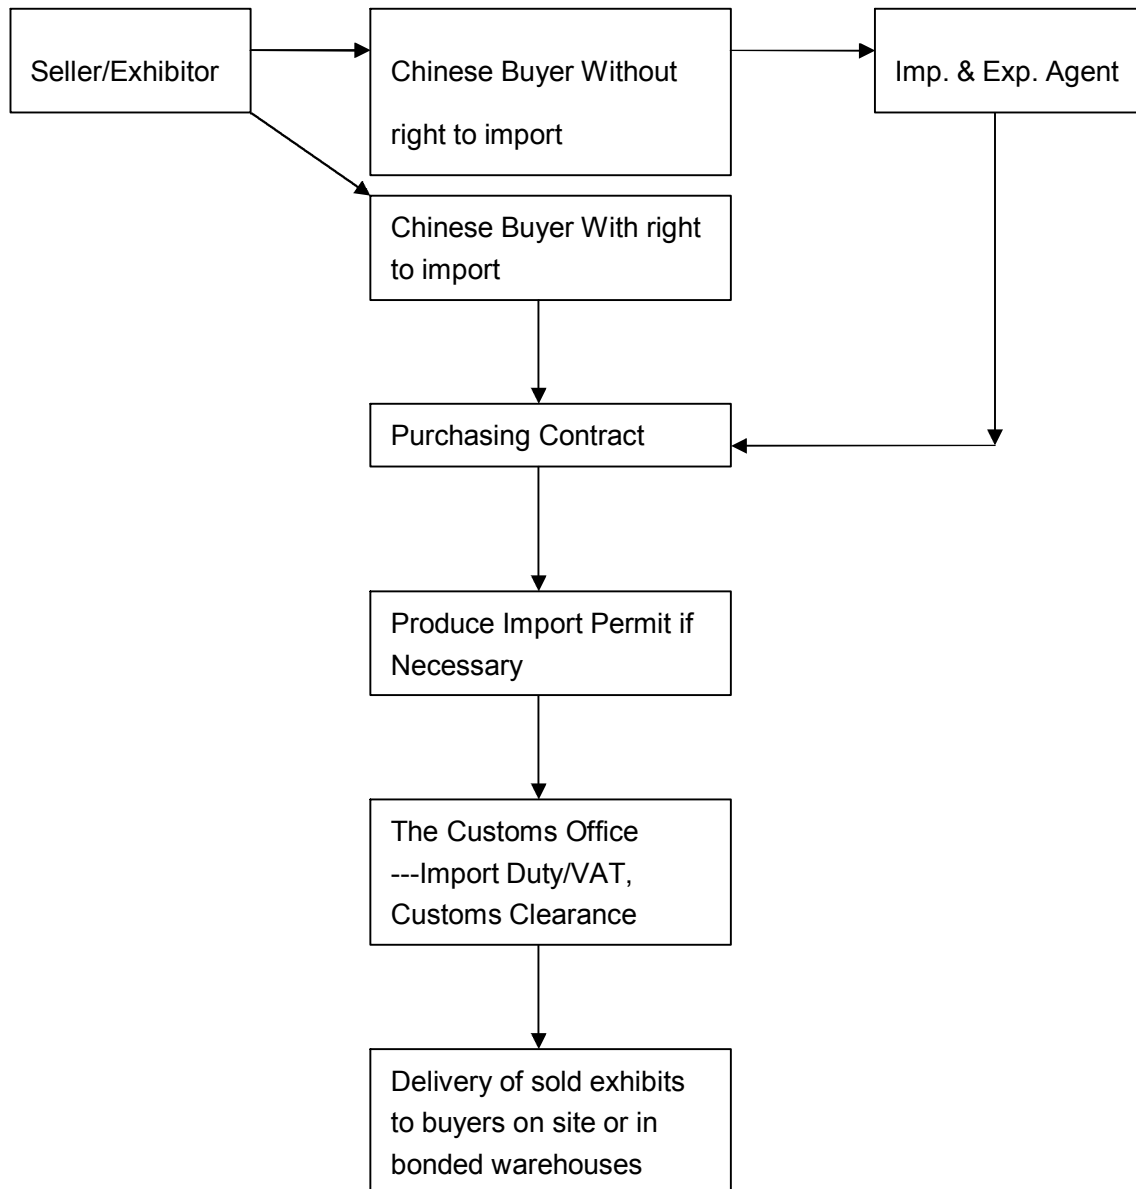 Seller/Exhibitor
Chinese Buyer Without
right to import
Imp. & Exp. Agent
Chinese Buyer With right
to import
Purchasing Contract
Produce Import Permit if
Necessary
The Customs Office
---Import Duty/VAT,
Customs Clearance
Delivery of sold exhibits
to buyers on site or in
bonded warehouses